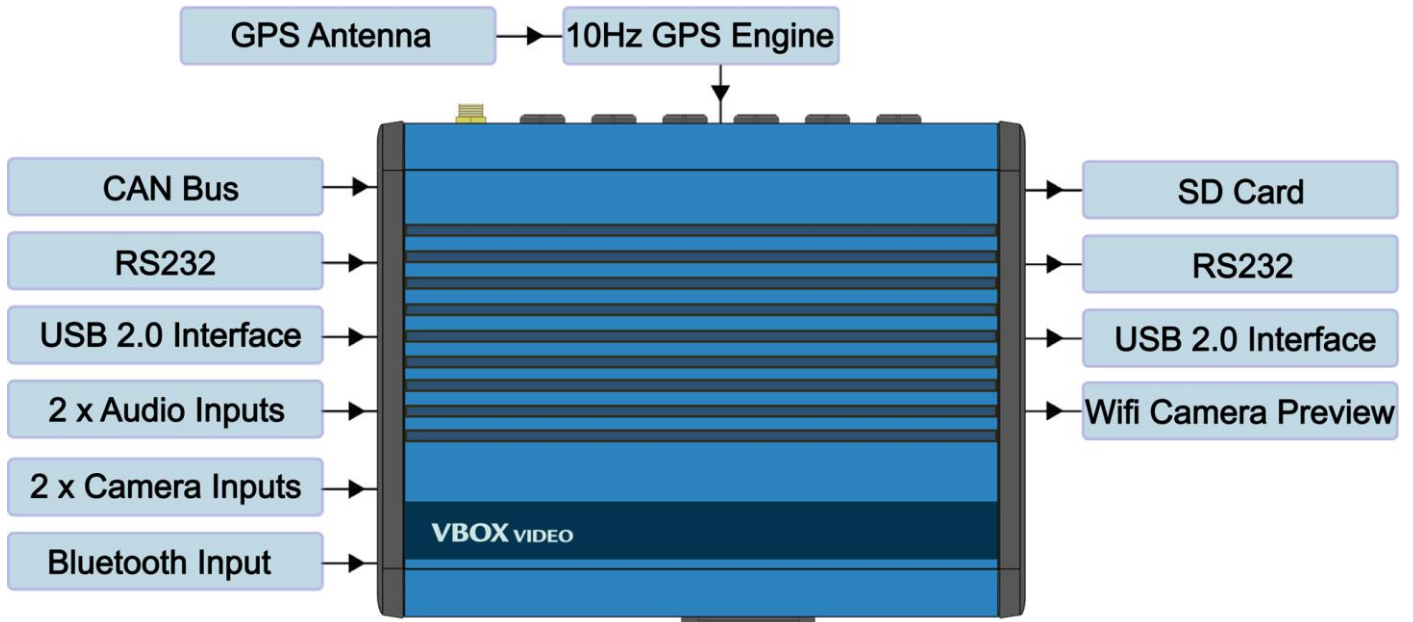 GPS Antenna
10Hz GPS Engine
CAN Bus
RS232
USB 2.0 Interface
2 x Audio Inputs
2 x Camera Inputs
Bluetooth Input
SD Card
RS232
USB 2.0 Interface
Wifi Camera Preview
VBOX VIDEO